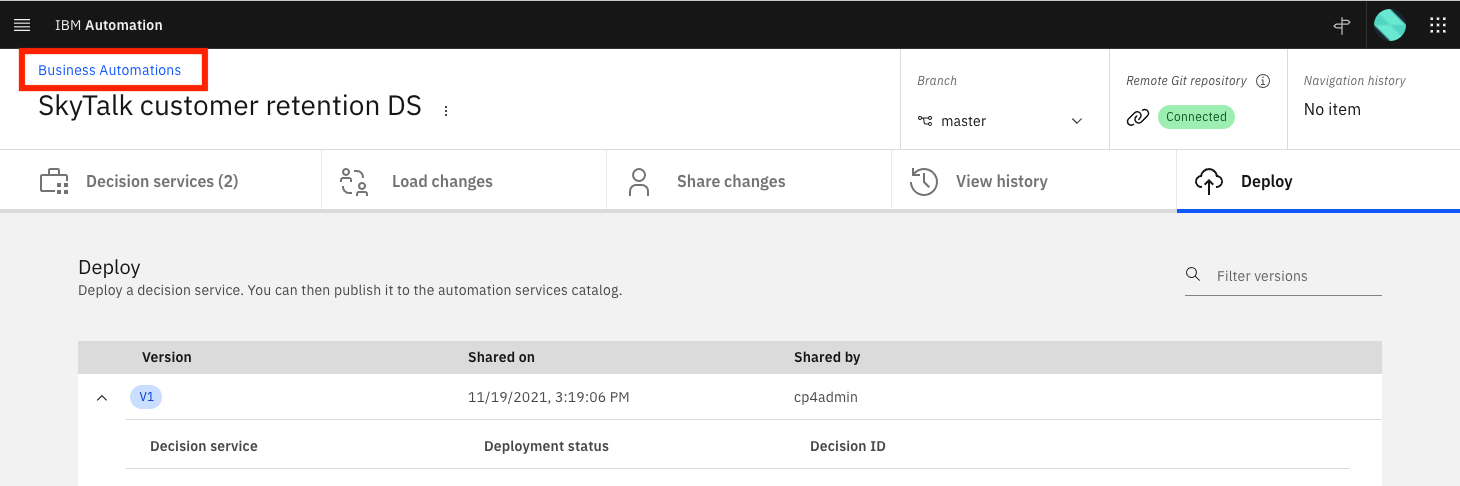 IBM Automation
Business Automations
SkyTalk customer retention DS
Branch
master
Remote Git repository
Connected
Navigation history
No item
Decision services (2)
Load changes
Share changes
View history
Deploy
Deploy
Deploy a decision service. You can then publish it to the automation services catalog.
Filter versions
Version Shared on Shared by
V1 11/19/2021, 3:19:06 PM cp4admin
Decision service Deployment status Decision ID